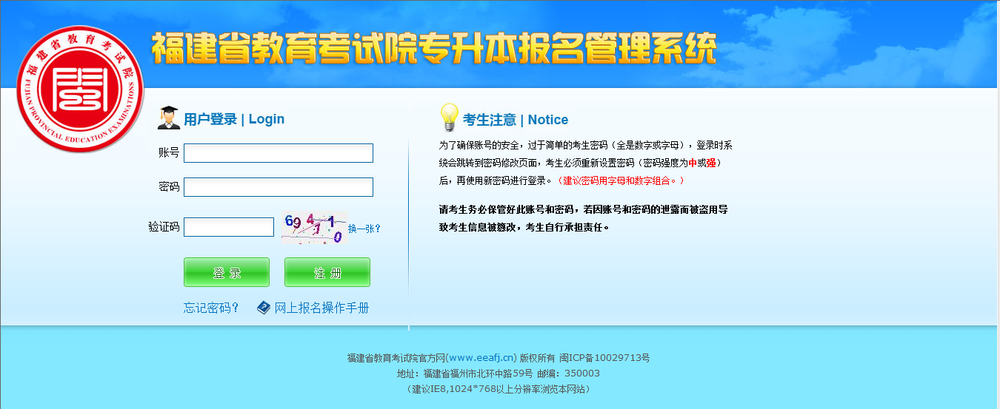 福建省教育考试院专升本报名管理系统
福建省教育考试院
FUJIAN PROVINCIAL EDUCATION EXAMINATIONS
用户登录 | Login
账号
密码
验证码
69410
换一张?
登 录
注 册
忘记密码?
网上报名操作手册
考生注意 | Notice
为了确保账号的安全，过于简单的考生密码（全是数字或字母），登录时系
统会跳转到密码修改页面，考生必须重新设置密码（密码强度为中或强）
后，再使用新密码进行登录。（建议密码用字母和数字组合。）
请考生务必保管好此账号和密码，若因账号和密码的泄露而被盗用导
致考生信息被篡改，考生自行承担责任。
福建省教育考试院官方网(www.eeafj.cn) 版权所有 闽ICP备10029713号
地址：福建省福州市北环中路59号 邮编：350003
（建议IE8,1024*768以上分辨率浏览本网站）